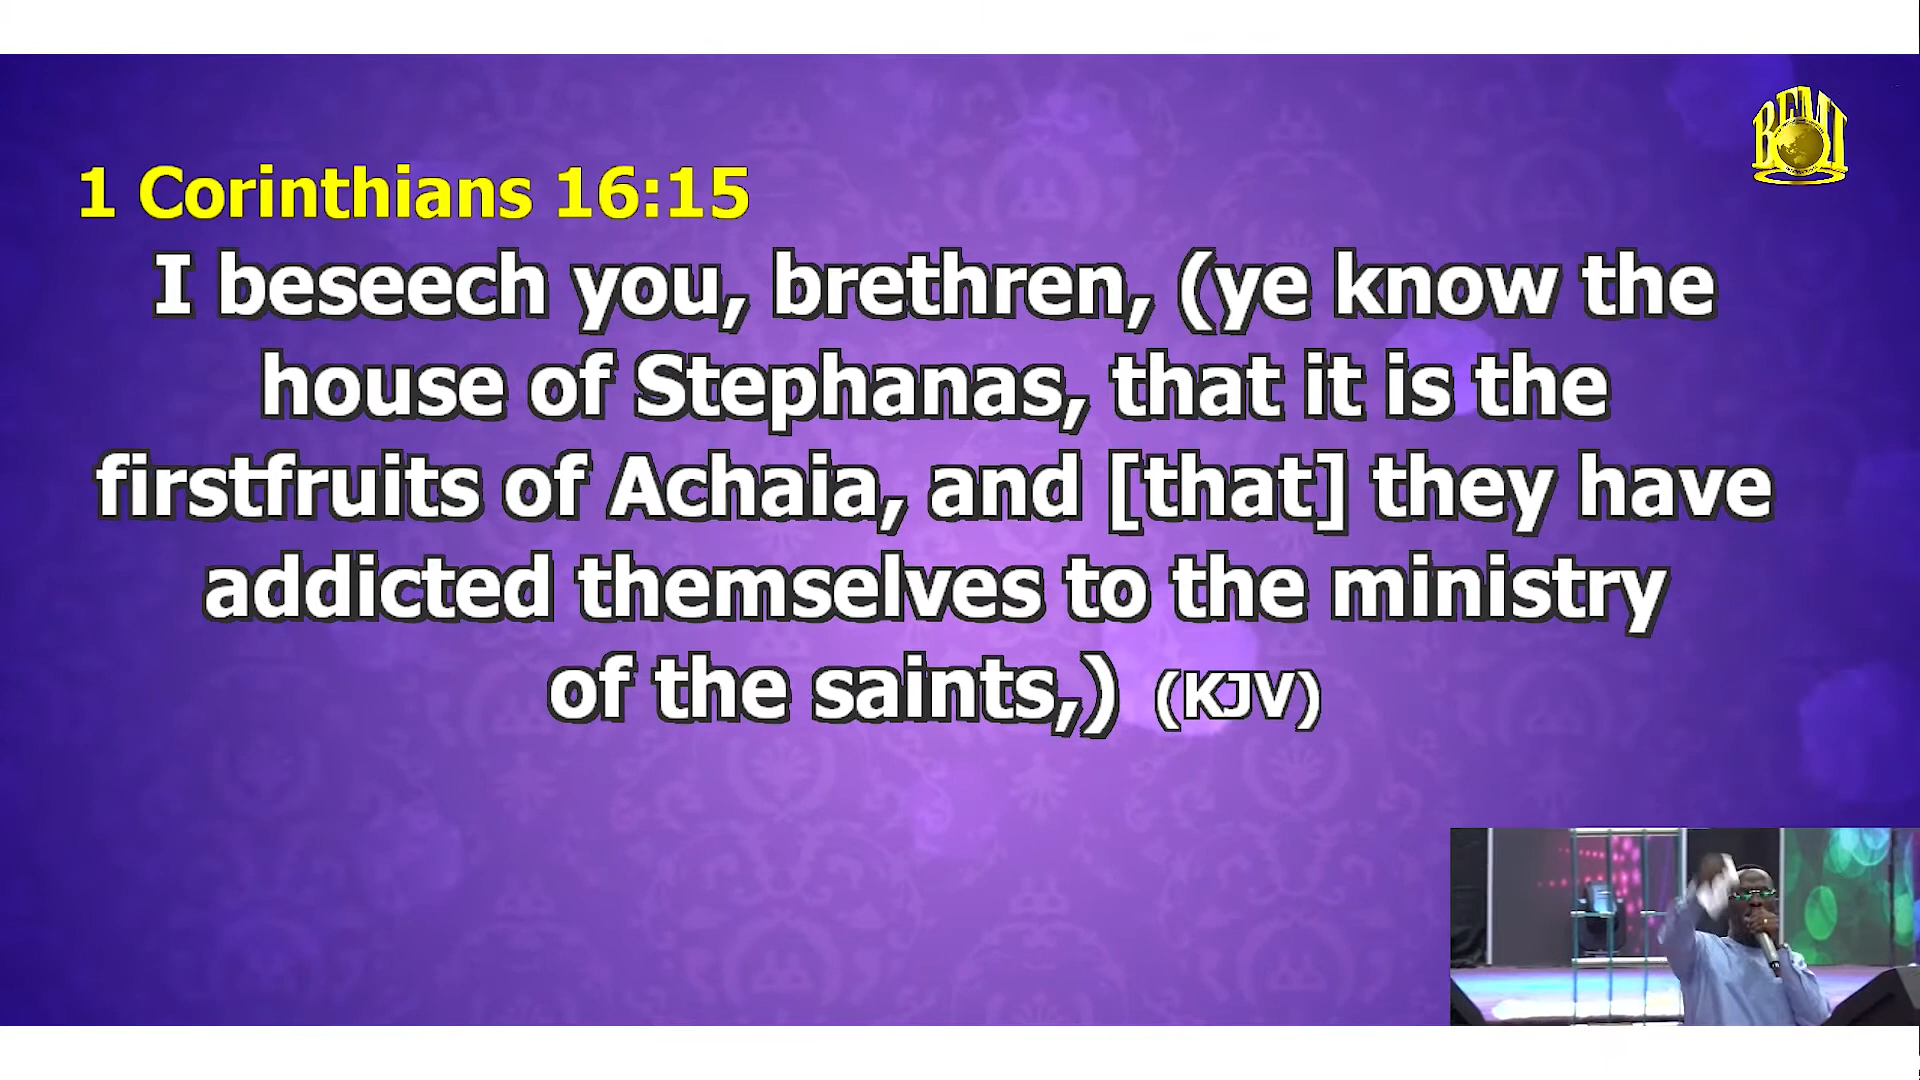 BFMI
1 Corinthians 16:15
I beseech you, brethren, (ye know the
house of Stephanas, that it is the
firstfruits of Achaia, and [that] they have
addicted themselves to the ministry
of the saints,) (KJV)